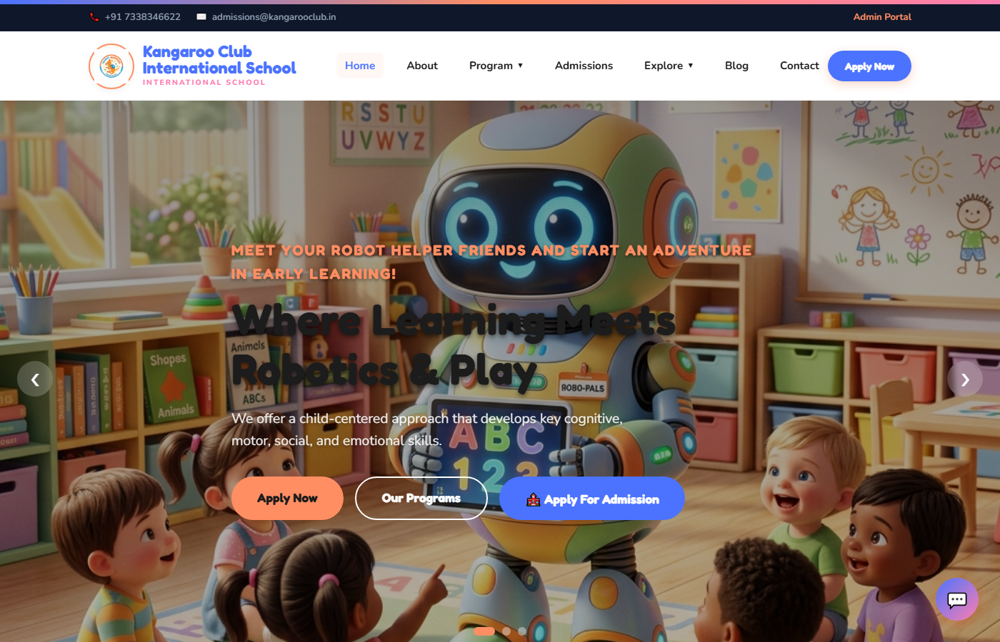 +91 7338346622
admissions@kangarooclub.in
Admin Portal
Kangaroo Club
International School
INTERNATIONAL SCHOOL
Home
About
Program
Admissions
Explore
Blog
Contact
Apply Now
RSSTU
UVWYZ
MEET YOUR ROBOT HELPER FRIENDS AND START AN ADVENTURE
IN EARLY LEARNING!
Where Learning Meets
Robotics & Play
Shapes
Animals
Animels
ABCs
BOBO-PALS
We offer a child-centered approach that develops key cognitive,
motor, social, and emotional skills.
ABC
123
Apply Now
Our Programs
Apply For Admission